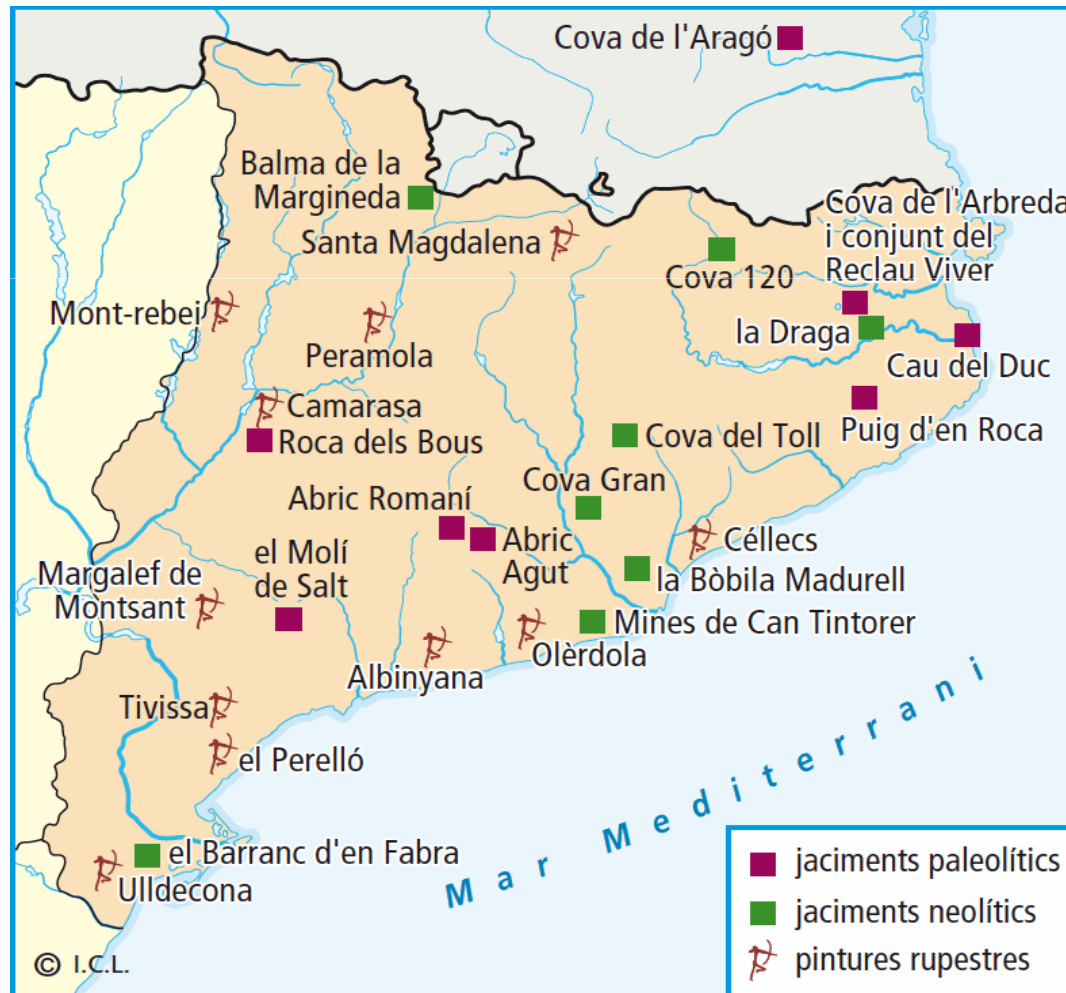 Cova de l'Aragó
Balma de la
Margineda
Santa Magdalena
Cova de l'Arbreda
i conjunt del
Reclau Viver
Cova 120
Mont-rebei
la Draga
Peramola
Cau del Duc
Camarasa
Puig d'en Roca
Roca dels Bous
Cova del Toll
Cova Gran
Abric Romaní
Abric
Agut
Céllecs
el Molí
de Salt
la Bòbila Madurell
Margalef de
Montsant
Mines de Can Tintorer
Olèrdola
Albinyana
Tivissa
el Perelló
Mar Mediterrani
el Barranc d'en Fabra
Ulldecona
jaciments paleolítics
jaciments neolítics
pintures rupestres
© I.C.L.